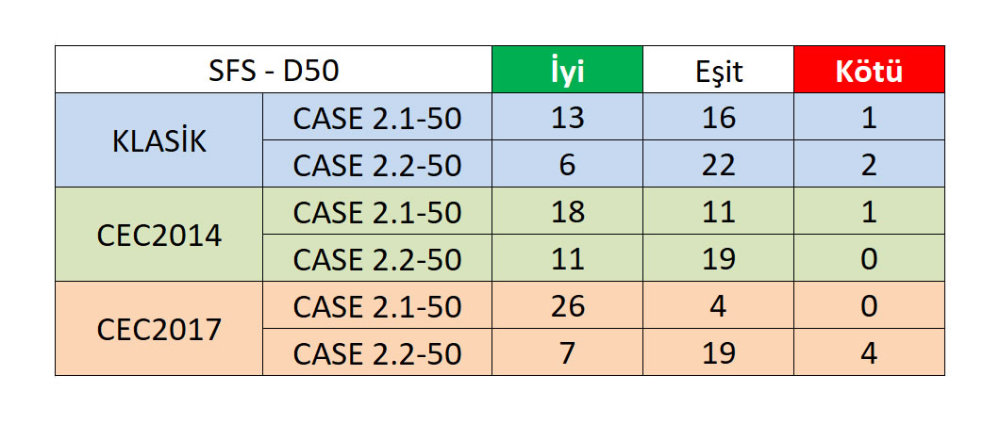 SFS - D50 İyi Eşit Kötü
KLASİK CASE 2.1-50 13 16 1
CASE 2.2-50 6 22 2
CEC2014 CASE 2.1-50 18 11 1
CASE 2.2-50 11 19 0
CEC2017 CASE 2.1-50 26 4 0
CASE 2.2-50 7 19 4